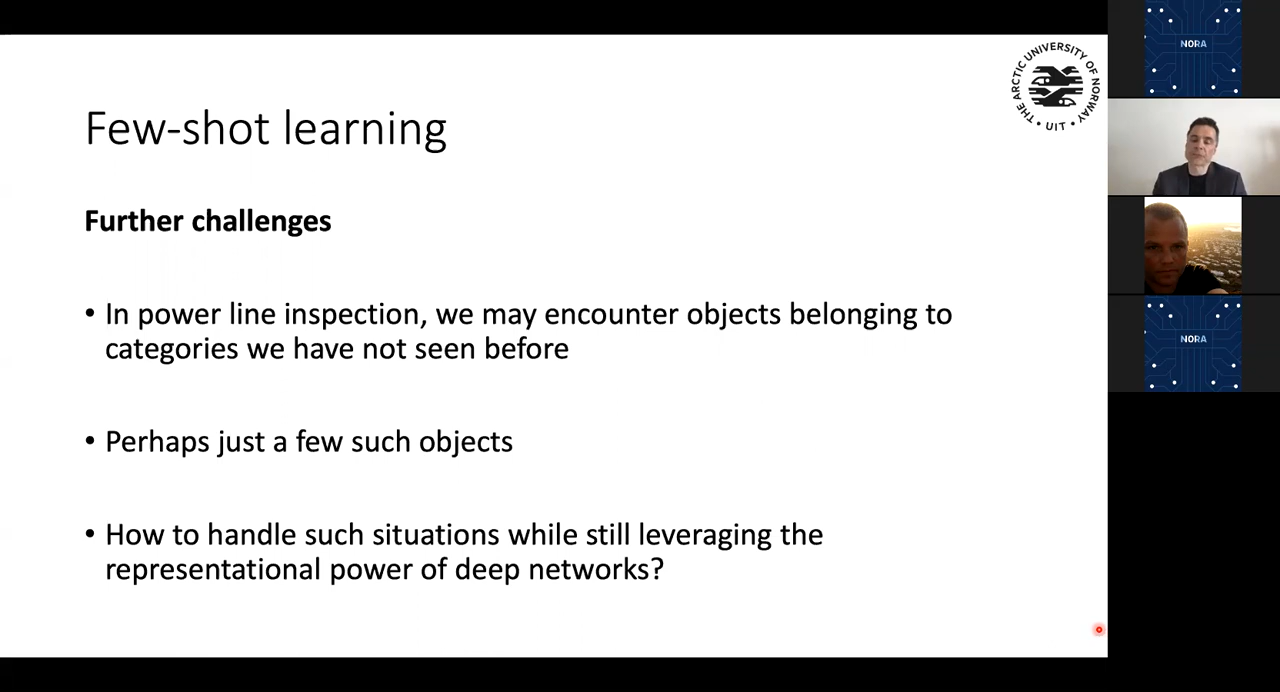 THE ARCTIC UNIVERSITY OF NORWAY
• UIT •
Few-shot learning
Further challenges
• In power line inspection, we may encounter objects belonging to
categories we have not seen before
• Perhaps just a few such objects
• How to handle such situations while still leveraging the
representational power of deep networks?
NORA
NORA